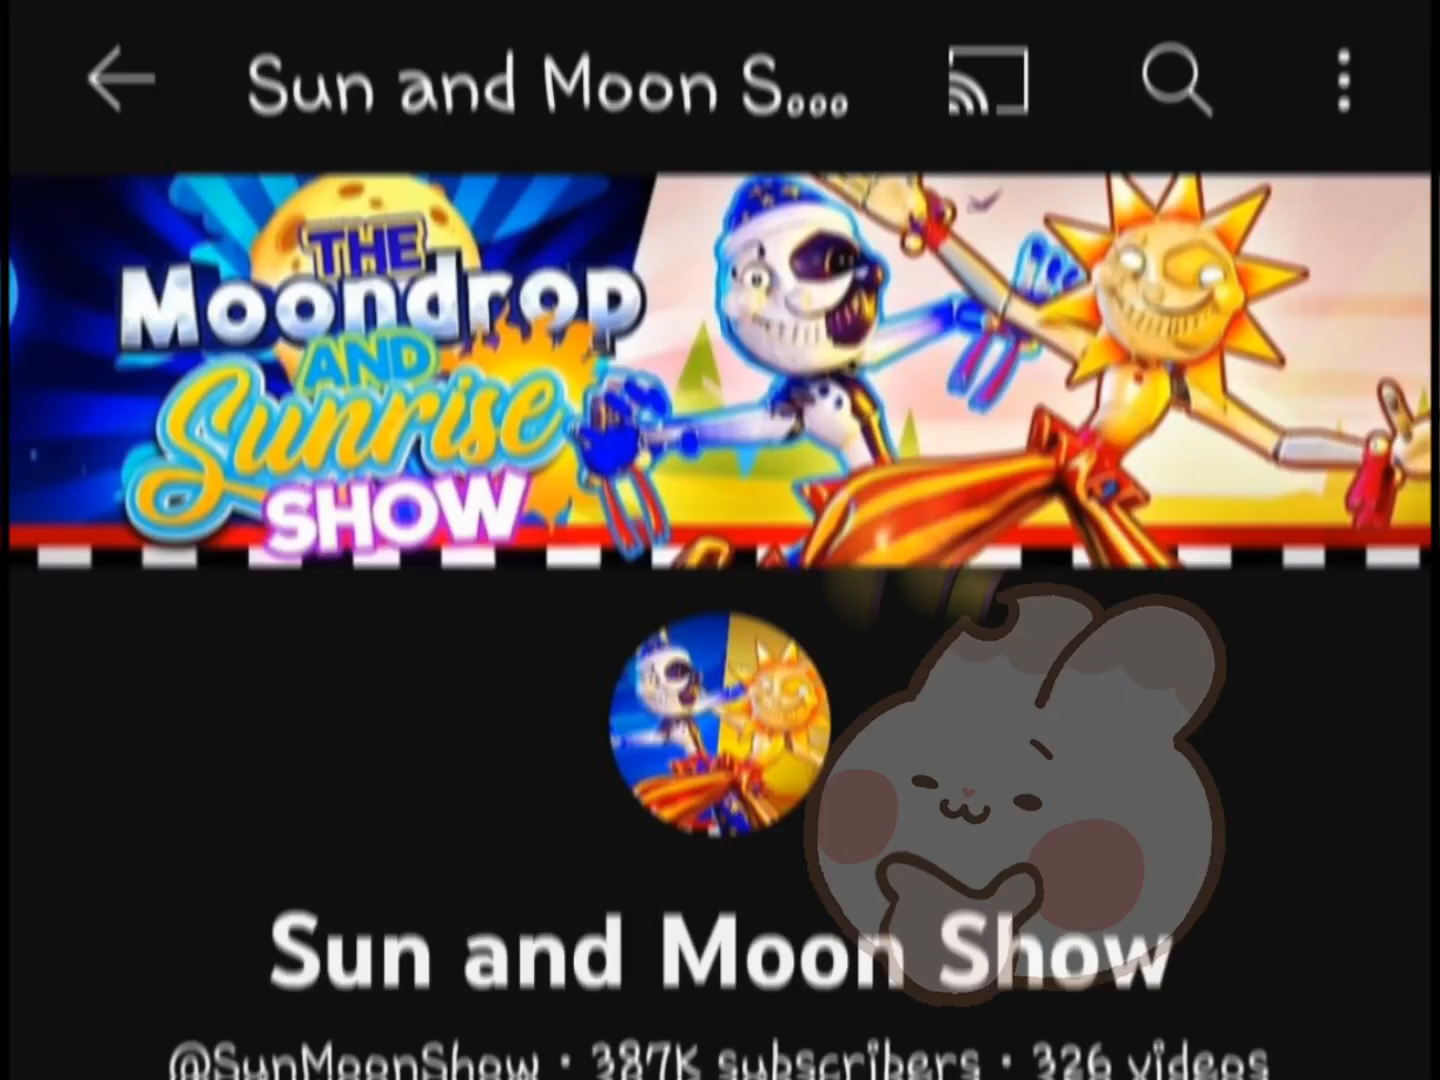 Sun and Moon S...
THE
Moondrop
AND
Sunrise
SHOW
Sun and Moon Show
@SunMoonShow · 387K subscribers · 326 videos